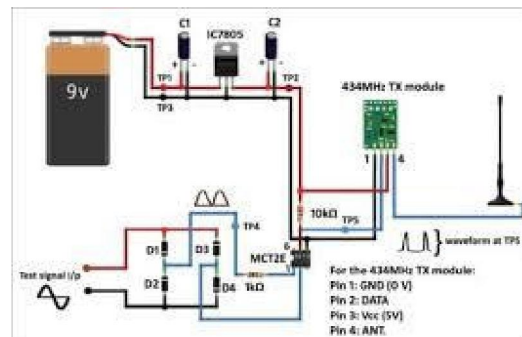 C1
C2
IC7805
9v
TP1
TP2
TP3
434MHz TX module
1
4
10kΩ
TP5
TP4
waveform at TP5
D1
D3
6
MCT2E
1
Test signal i/p
D2
D4
1kΩ
For the 434MHz TX module:
Pin 1: GND (0 V)
Pin 2: DATA
Pin 3: Vcc (5V)
Pin 4: ANT.